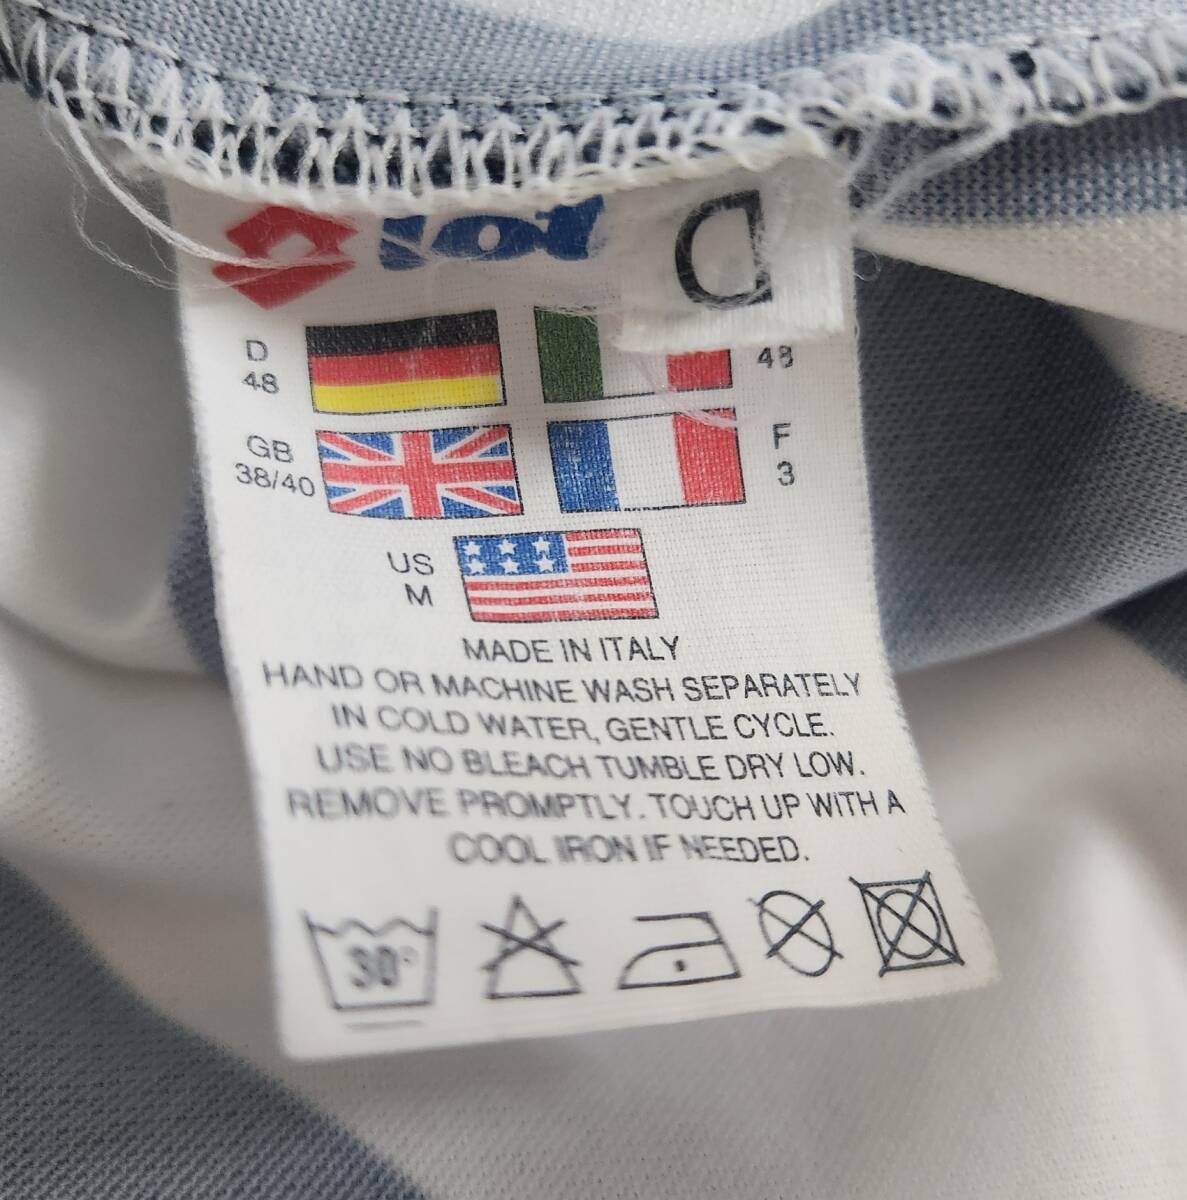 lotto
D
D
48
48
GB
38/40
F
3
US
M
MADE IN ITALY
HAND OR MACHINE WASH SEPARATELY
IN COLD WATER, GENTLE CYCLE.
USE NO BLEACH TUMBLE DRY LOW.
REMOVE PROMPTLY. TOUCH UP WITH A
COOL IRON IF NEEDED.
30°